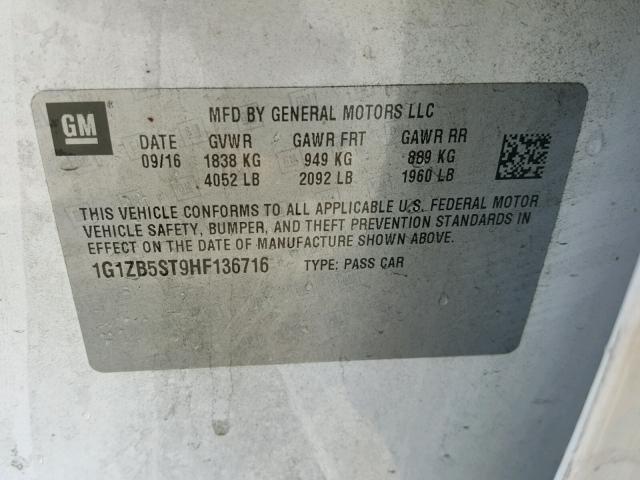 GM ®
MFD BY GENERAL MOTORS LLC
DATE GVWR GAWR FRT GAWR RR
09/16 1838 KG 949 KG 889 KG
4052 LB 2092 LB 1960 LB
THIS VEHICLE CONFORMS TO ALL APPLICABLE U.S. FEDERAL MOTOR
VEHICLE SAFETY, BUMPER, AND THEFT PREVENTION STANDARDS IN
EFFECT ON THE DATE OF MANUFACTURE SHOWN ABOVE.
1G1ZB5ST9HF136716 TYPE: PASS CAR